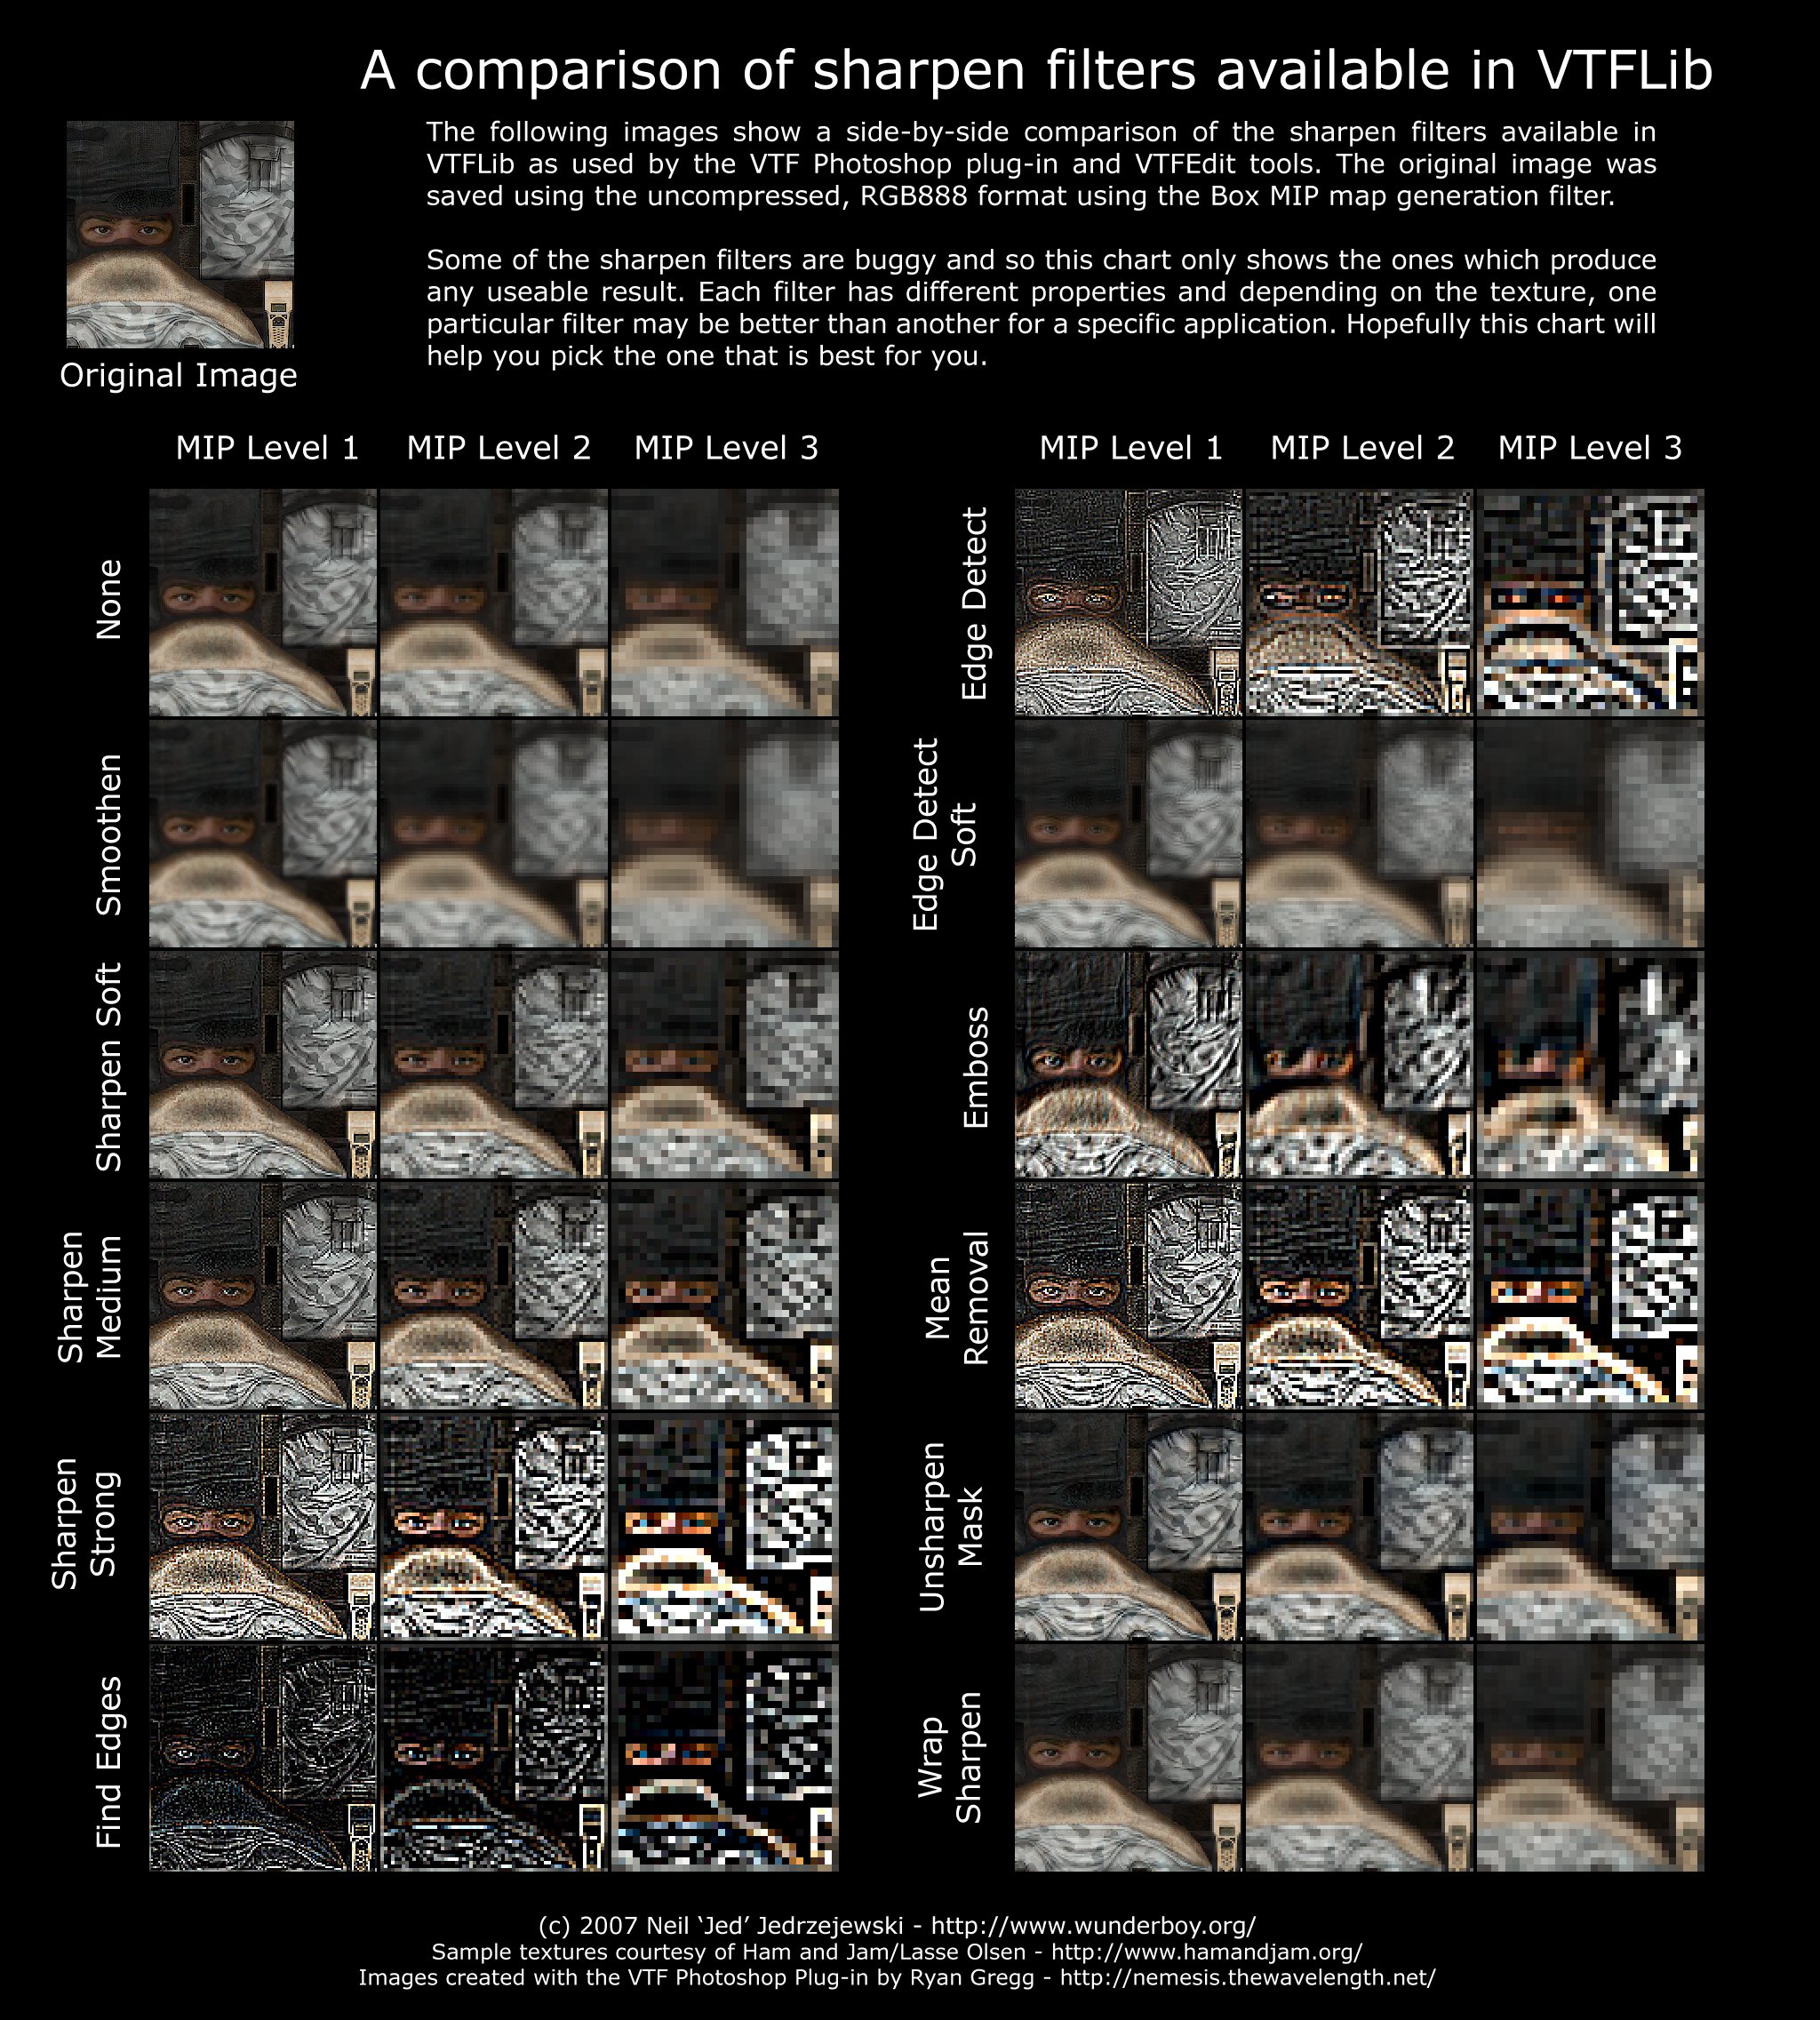 A comparison of sharpen filters available in VTFLib
The following images show a side-by-side comparison of the sharpen filters available in
VTFLib as used by the VTF Photoshop plug-in and VTFEdit tools. The original image was
saved using the uncompressed, RGB888 format using the Box MIP map generation filter.
Some of the sharpen filters are buggy and so this chart only shows the ones which produce
any useable result. Each filter has different properties and depending on the texture, one
particular filter may be better than another for a specific application. Hopefully this chart will
help you pick the one that is best for you.
Original Image
MIP Level 1 MIP Level 2 MIP Level 3
None
Smoothen
Sharpen Soft
Sharpen
Medium
Sharpen
Strong
Find Edges
MIP Level 1 MIP Level 2 MIP Level 3
Edge Detect
Edge Detect
Soft
Emboss
Mean
Removal
Unsharpen
Mask
Wrap
Sharpen
(c) 2007 Neil ‘Jed’ Jedrzejewski - http://www.wunderboy.org/
Sample textures courtesy of Ham and Jam/Lasse Olsen - http://www.hamandjam.org/
Images created with the VTF Photoshop Plug-in by Ryan Gregg - http://nemesis.thewavelength.net/